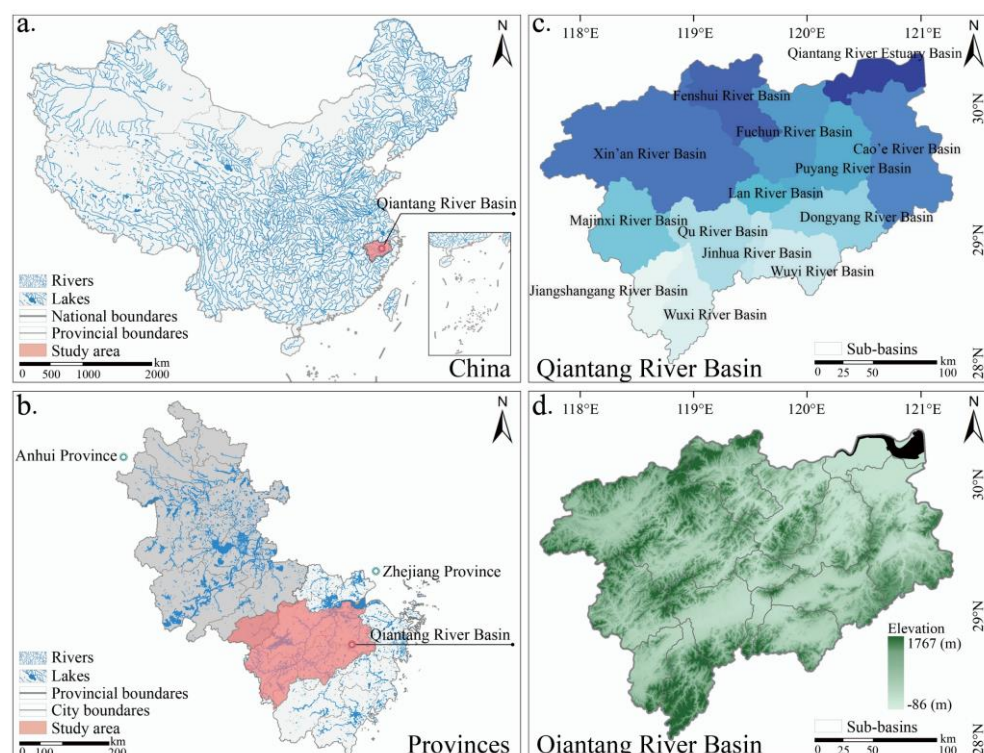 a.
N
Qiantang River Basin
Rivers
Lakes
National boundares
Provincial boundares
Study area
km
0 500 1000 2000
China
c.
118°E 119°E 120°E 121°E
N
Qiantang River Estuary Basin
Fenshui River Basin
Fuchun River Basin
Cao'e River Basin
Xin'an River Basin
Puyang River Basin
Lan River Basin
Majinxi River Basin
Dongyang River Basin
Qu River Basin
Jinhua River Basin
Wuyi River Basin
Jiangshangang River Basin
Wuxi River Basin
30°N
29°N
28°N
Sub-basins
km
0 25 50 100
Qiantang River Basin
b.
N
Anhui Province
Zhejiang Province
Qiantang River Basin
Rivers
Lakes
Provincial boundares
City boundares
Study area
km
0 100 200
Provinces
d.
118°E 119°E 120°E 121°E
N
30°N
29°N
28°N
Elevation
1767 (m)
-86 (m)
Sub-basins
km
0 25 50 100
Qiantang River Basin